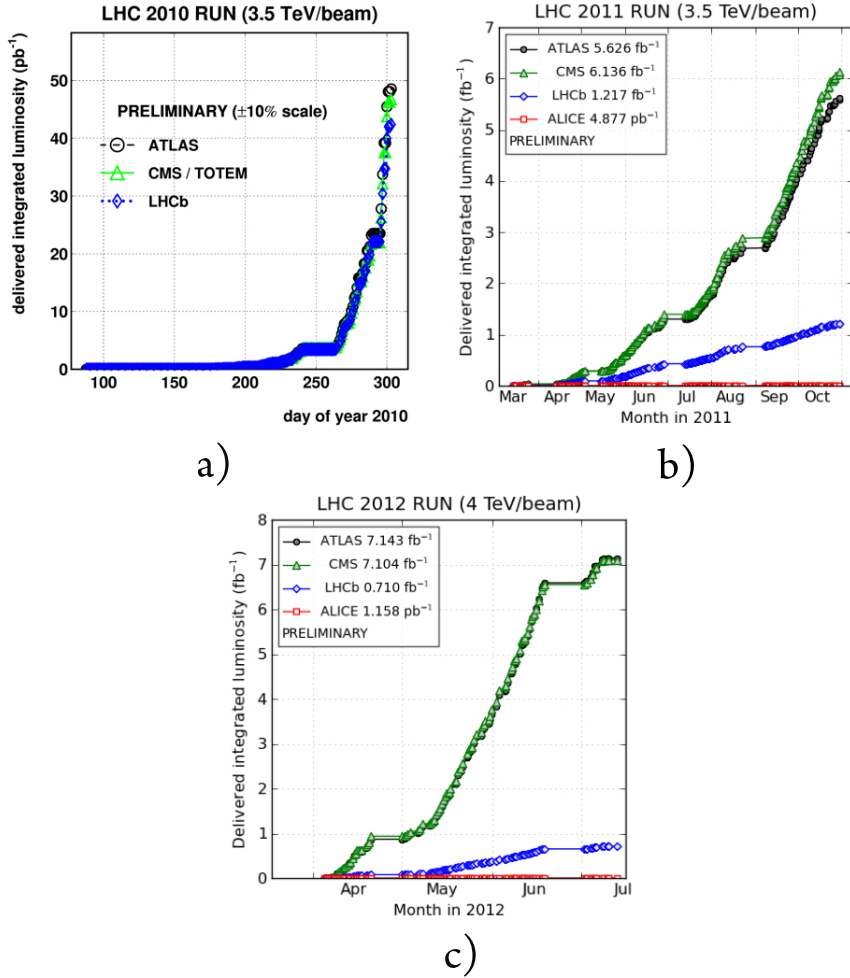 LHC 2010 RUN (3.5 TeV/beam)
delivered integrated luminosity (pb⁻¹)
50
40
30
20
10
0
PRELIMINARY (±10% scale)
ATLAS
CMS / TOTEM
LHCb
100 150 200 250 300
day of year 2010
a)
LHC 2011 RUN (3.5 TeV/beam)
Delivered integrated luminosity (fb⁻¹)
7
6
5
4
3
2
1
0
ATLAS 5.626 fb⁻¹
CMS 6.136 fb⁻¹
LHCb 1.217 fb⁻¹
ALICE 4.877 pb⁻¹
PRELIMINARY
Mar Apr May Jun Jul Aug Sep Oct
Month in 2011
b)
LHC 2012 RUN (4 TeV/beam)
Delivered integrated luminosity (fb⁻¹)
8
7
6
5
4
3
2
1
0
ATLAS 7.143 fb⁻¹
CMS 7.104 fb⁻¹
LHCb 0.710 fb⁻¹
ALICE 1.158 pb⁻¹
PRELIMINARY
Apr May Jun Jul
Month in 2012
c)